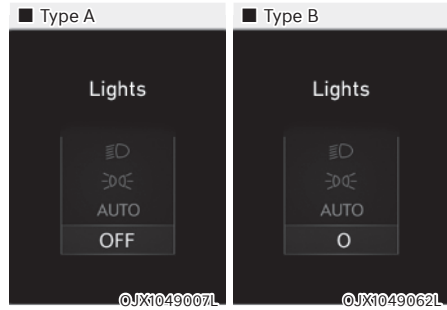 ■ Type A
Lights
AUTO
OFF
OJX1049007L
■ Type B
Lights
AUTO
O
OJX1049062L